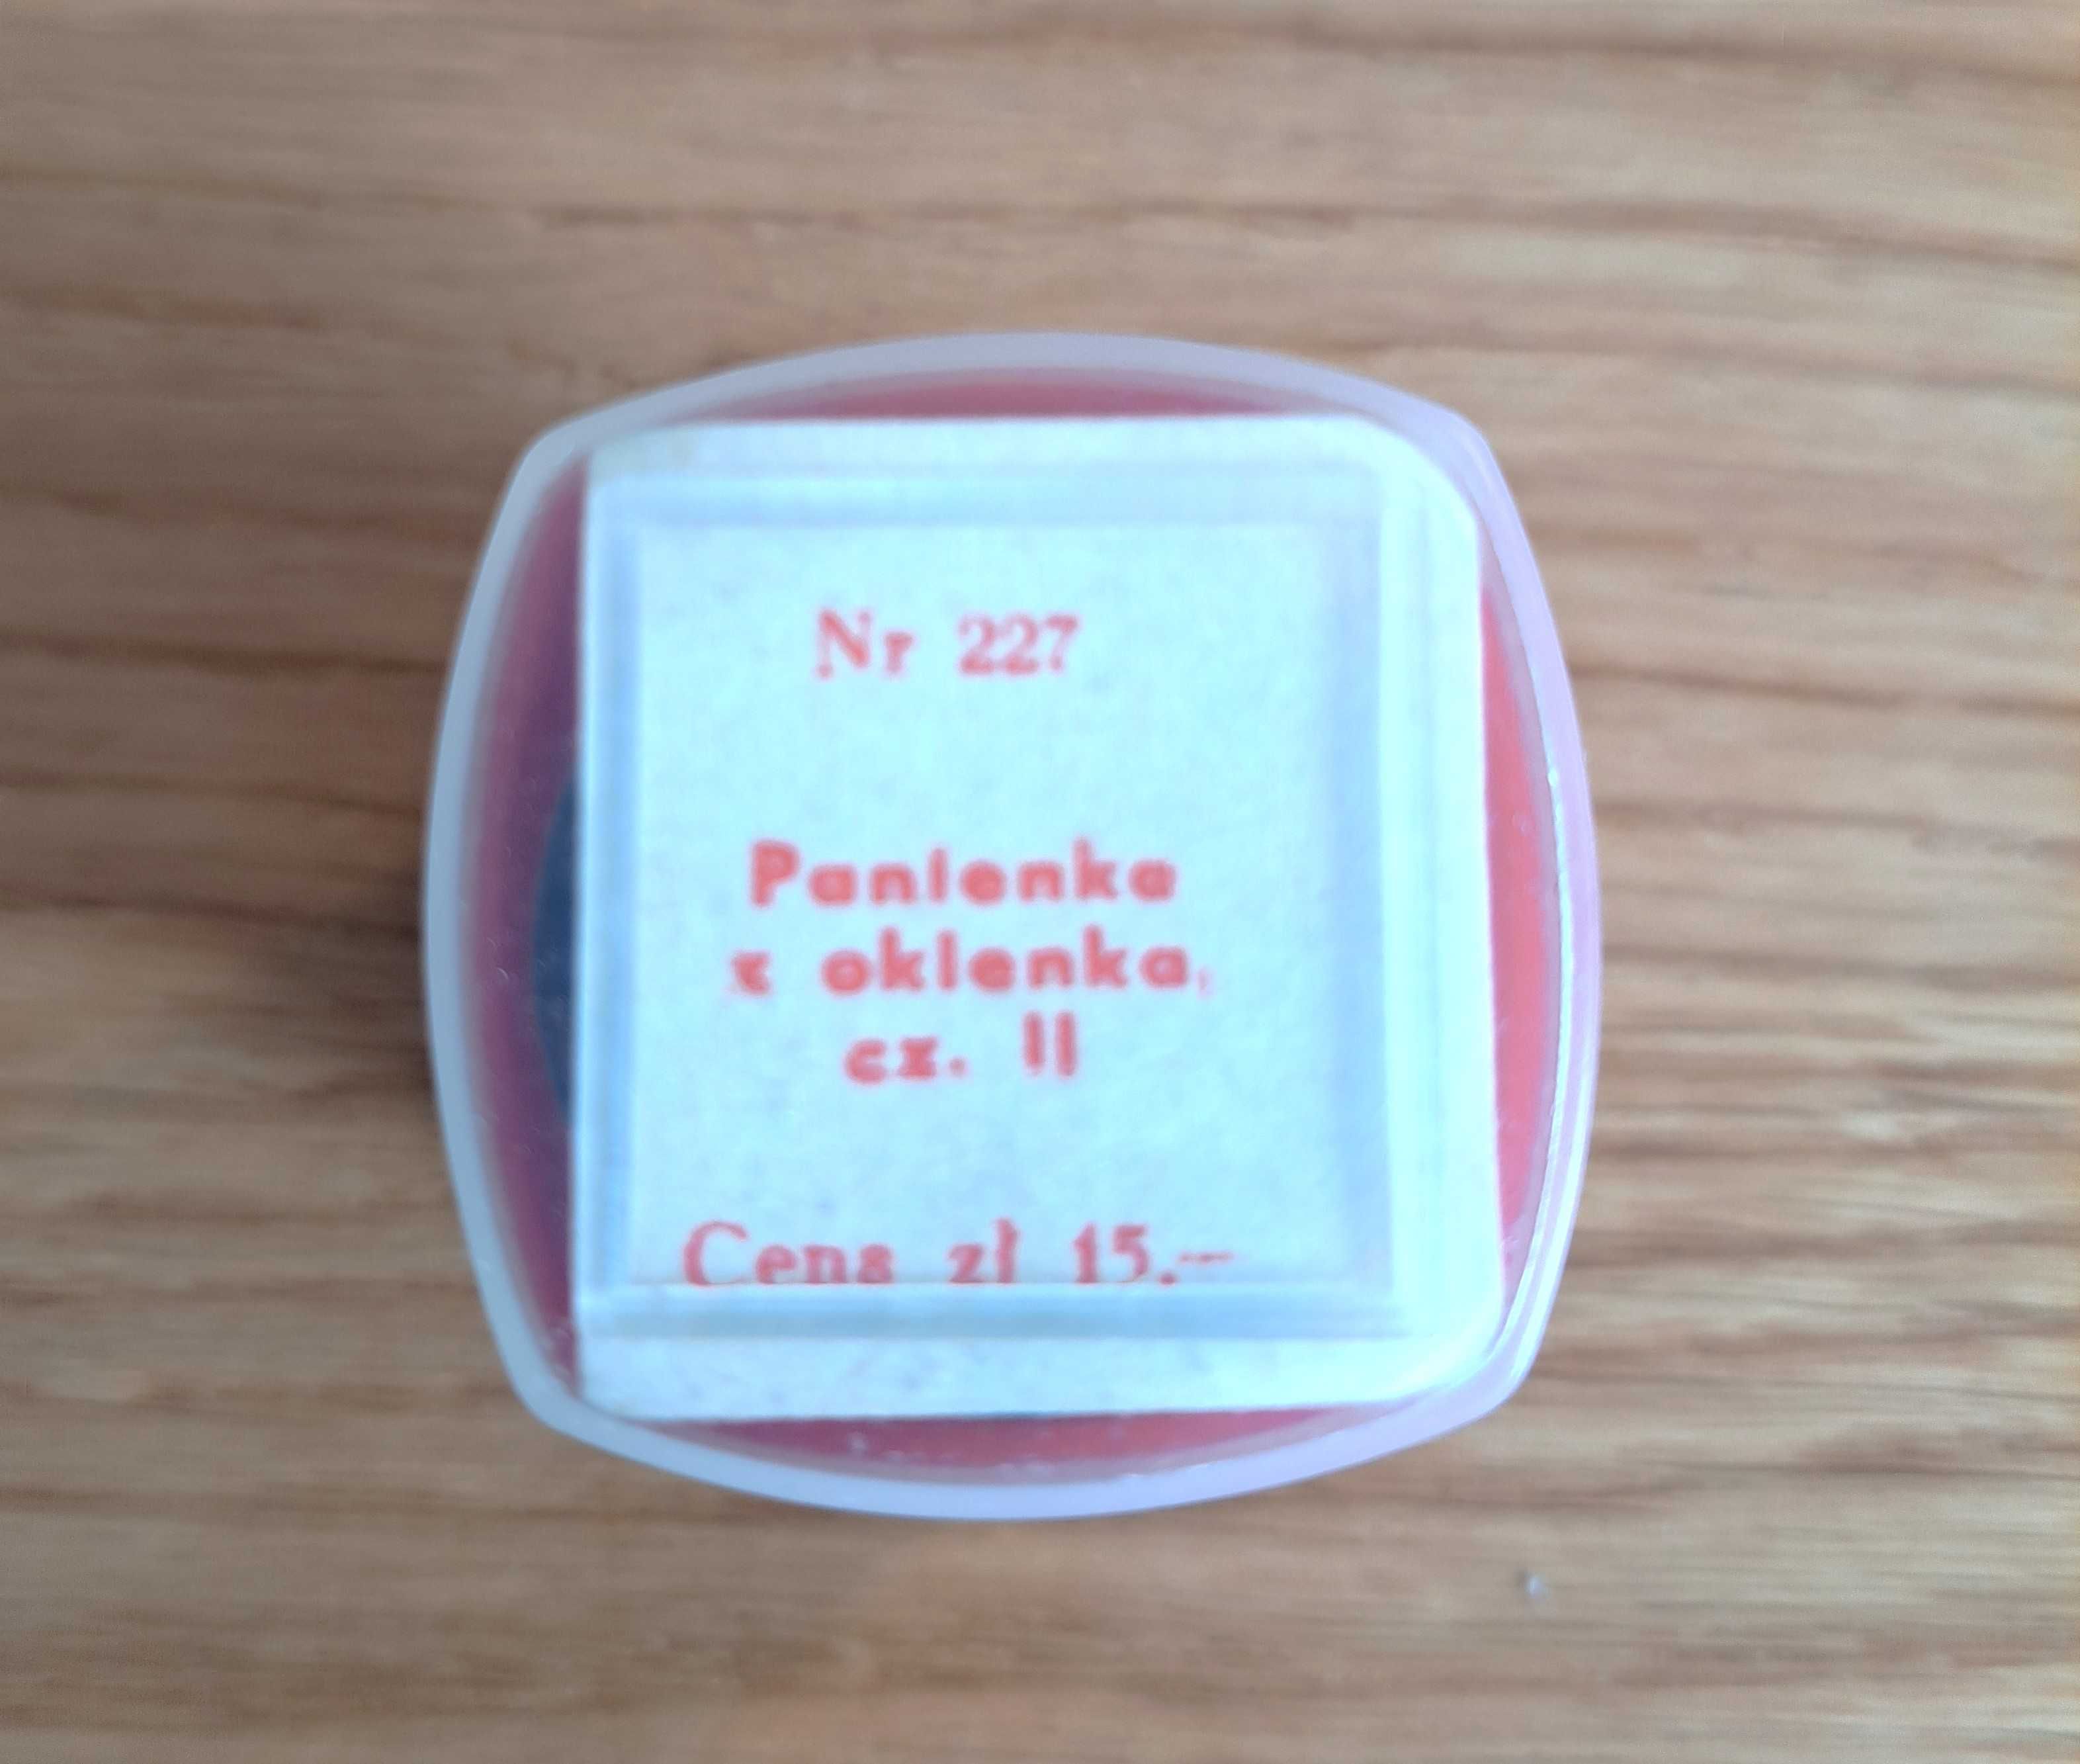 Nr 227
Panienka
z okienka,
cz. II
Cena zł 15.--